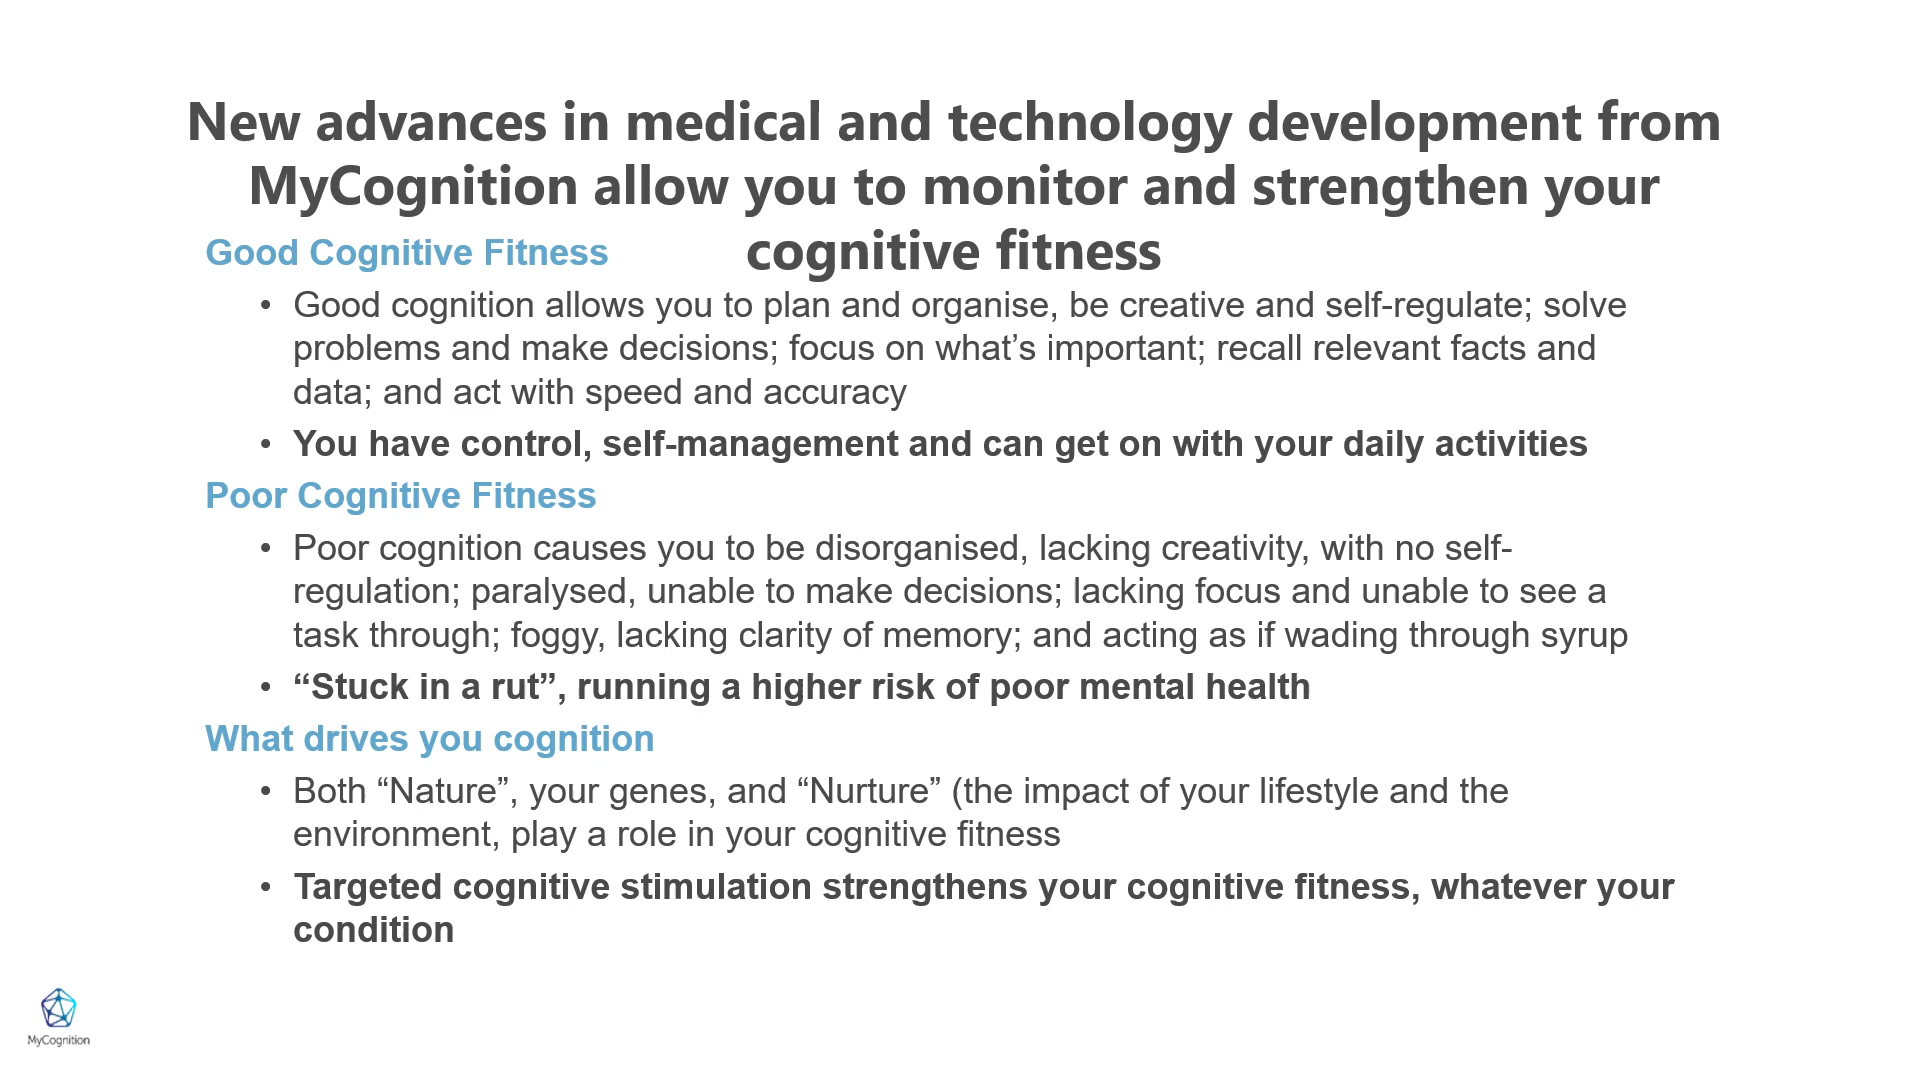 New advances in medical and technology development from
MyCognition allow you to monitor and strengthen your
cognitive fitness
Good Cognitive Fitness
• Good cognition allows you to plan and organise, be creative and self-regulate; solve
problems and make decisions; focus on what’s important; recall relevant facts and
data; and act with speed and accuracy
• You have control, self-management and can get on with your daily activities
Poor Cognitive Fitness
• Poor cognition causes you to be disorganised, lacking creativity, with no self-
regulation; paralysed, unable to make decisions; lacking focus and unable to see a
task through; foggy, lacking clarity of memory; and acting as if wading through syrup
• “Stuck in a rut”, running a higher risk of poor mental health
What drives you cognition
• Both “Nature”, your genes, and “Nurture” (the impact of your lifestyle and the
environment, play a role in your cognitive fitness
• Targeted cognitive stimulation strengthens your cognitive fitness, whatever your
condition
MyCognition